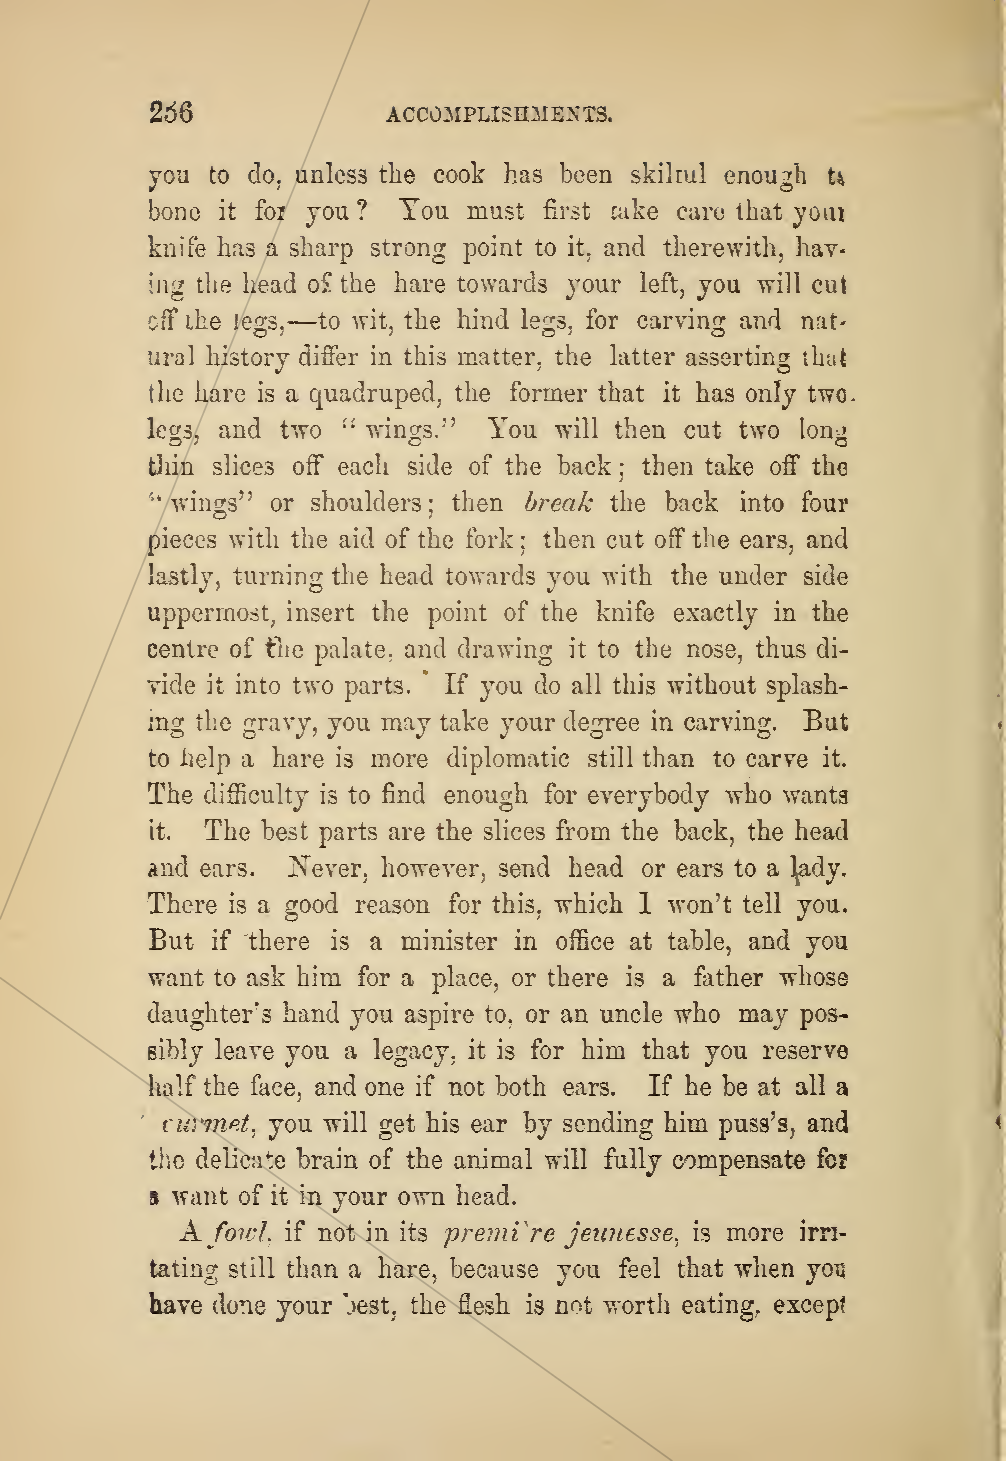 256 ACCOMPLISHMENTS.
you to do, unless the cook has been skilful enough to
bone it for you? You must first take care that your
knife has a sharp strong point to it, and therewith, hav-
ing the head of the hare towards your left, you will cut
off the legs,—to wit, the hind legs, for carving and nat-
ural history differ in this matter, the latter asserting that
the hare is a quadruped, the former that it has only two
legs, and two “wings.” You will then cut two long
thin slices off each side of the back; then take off the
“wings” or shoulders; then break the back into four
pieces with the aid of the fork; then cut off the ears, and
lastly, turning the head towards you with the under side
uppermost, insert the point of the knife exactly in the
centre of the palate, and drawing it to the nose, thus di-
vide it into two parts. If you do all this without splash-
ing the gravy, you may take your degree in carving. But
to help a hare is more diplomatic still than to carve it.
The difficulty is to find enough for everybody who wants
it. The best parts are the slices from the back, the head
and ears. Never, however, send head or ears to a lady.
There is a good reason for this, which I won’t tell you.
But if there is a minister in office at table, and you
want to ask him for a place, or there is a father whose
daughter’s hand you aspire to, or an uncle who may pos-
sibly leave you a legacy, it is for him that you reserve
half the face, and one if not both ears. If he be at all a
you will get his ear by sending him puss’s, and
the delicate brain of the animal will fully compensate for
a want of it in your own head.
A fowl, if not in its première jeunesse, is more irri-
tating still than a hare, because you feel that when you
have done your best, the flesh is not worth eating, except